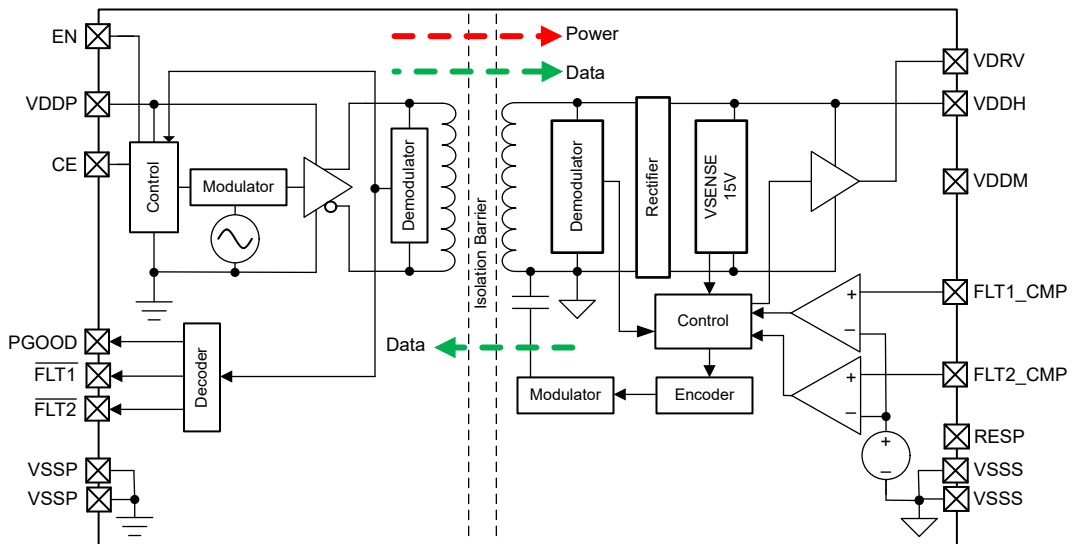 EN
VDDP
CE
Control
Modulator
Demodulator
Power
Data
Isolation Barrier
Demodulator
Rectifier
VSENSE
15V
VDRV
VDDH
VDDM
FLT1_CMP
FLT2_CMP
RESP
VSSS
VSSS
+
–
+
–
+
–
Control
Encoder
Modulator
Data
PGOOD
FLT1
FLT2
Decoder
VSSP
VSSP